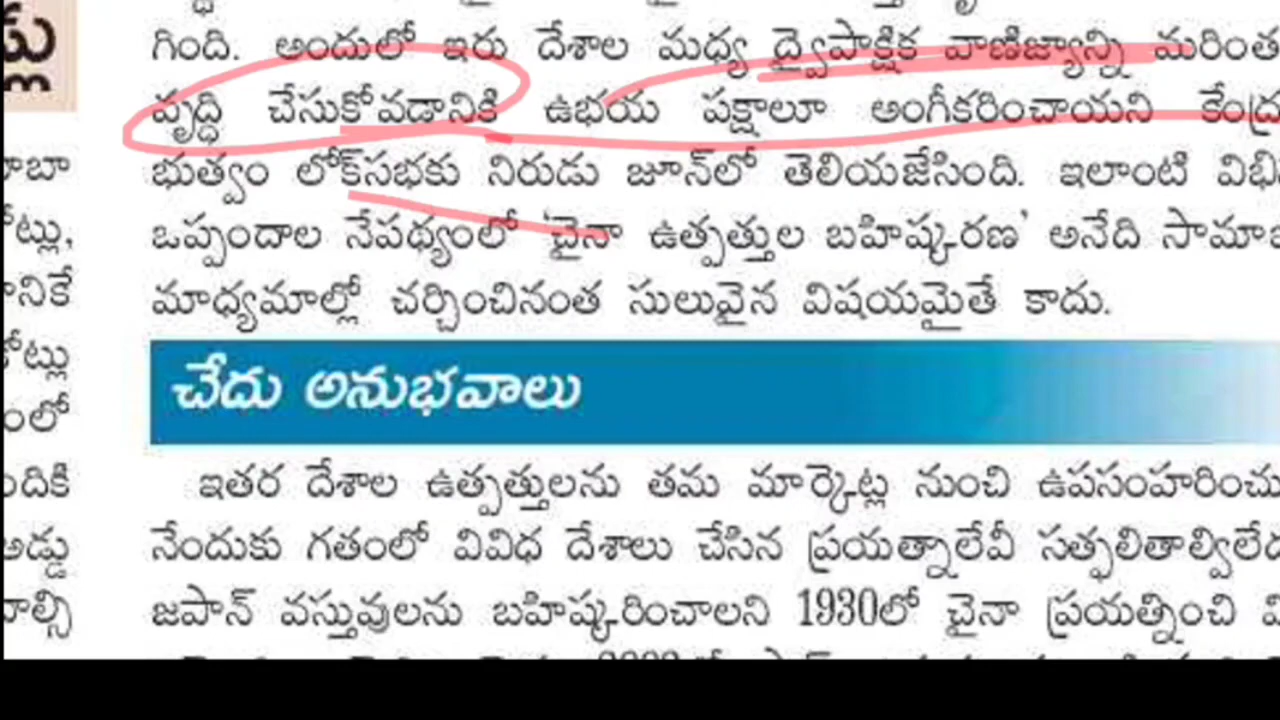 గింది. అందులో ఇరు దేశాల మధ్య ద్వైపాక్షిక వాణిజ్యాన్ని మరింత
వృద్ధి చేసుకోవడానికి ఉభయ పక్షాలూ అంగీకరించాయని కేంద్ర
భుత్వం లోక్‌సభకు నిరుడు జూన్‌లో తెలియజేసింది. ఇలాంటి
ఒప్పందాల నేపథ్యంలో 'చైనా ఉత్పత్తుల బహిష్కరణ' అనేది
మాధ్యమాల్లో చర్చించినంత సులువైన విషయమైతే కాదు.
చేదు అనుభవాలు
ఇతర దేశాల ఉత్పత్తులను తమ మార్కెట్ల నుంచి ఉపసంహరించు
నేందుకు గతంలో వివిధ దేశాలు చేసిన ప్రయత్నాలేవీ
జపాన్ వస్తువులను బహిష్కరించాలని 1930లో చైనా ప్రయత్నించి